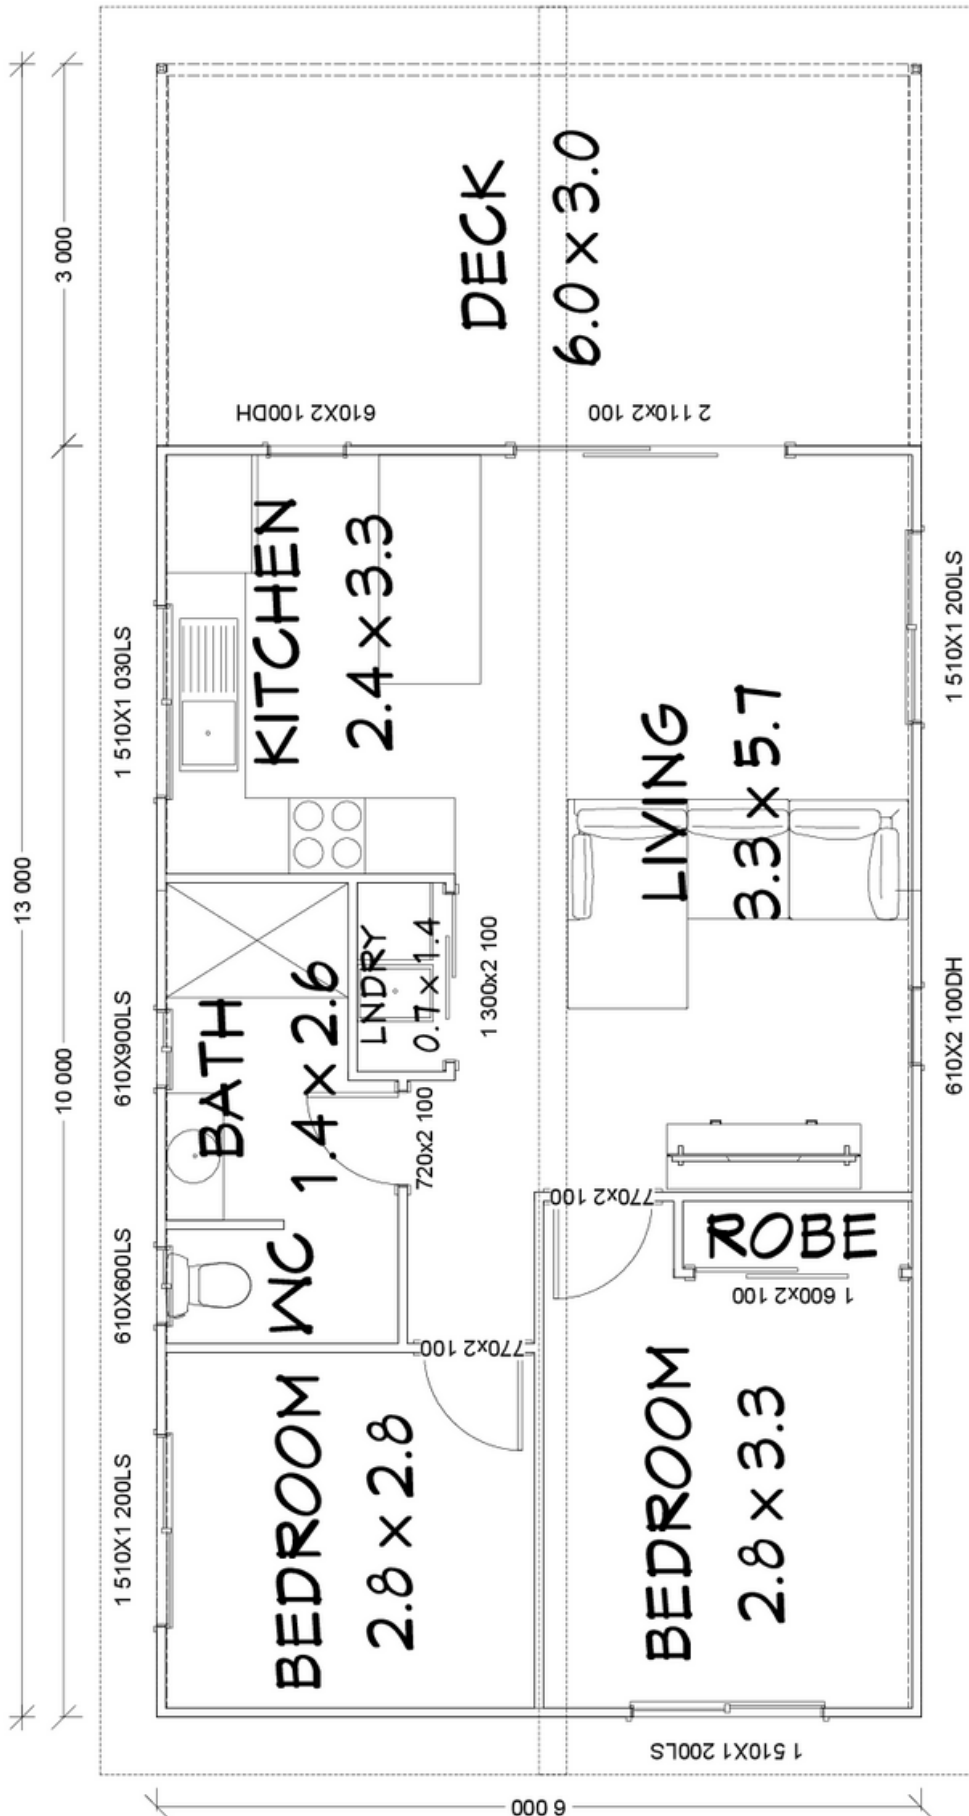 13 000
3 000
10 000
DECK
6.0 x 3.0
610X2 100DH
2 110x2 100
KITCHEN
2.4 x 3.3
1 510X1 030LS
1 510X1 200LS
LIVING
3.3 x 5.7
LNDRY
0.7 x 1.4
1 300x2 100
BATH
1.4 x 2.6
610X900LS
610X2 100DH
720x2 100
770x2 100
ROBE
1 600x2 100
WC
610X600LS
770x2 100
BEDROOM
2.8 x 2.8
1 510X1 200LS
BEDROOM
2.8 x 3.3
1 510X1 200LS
6 000